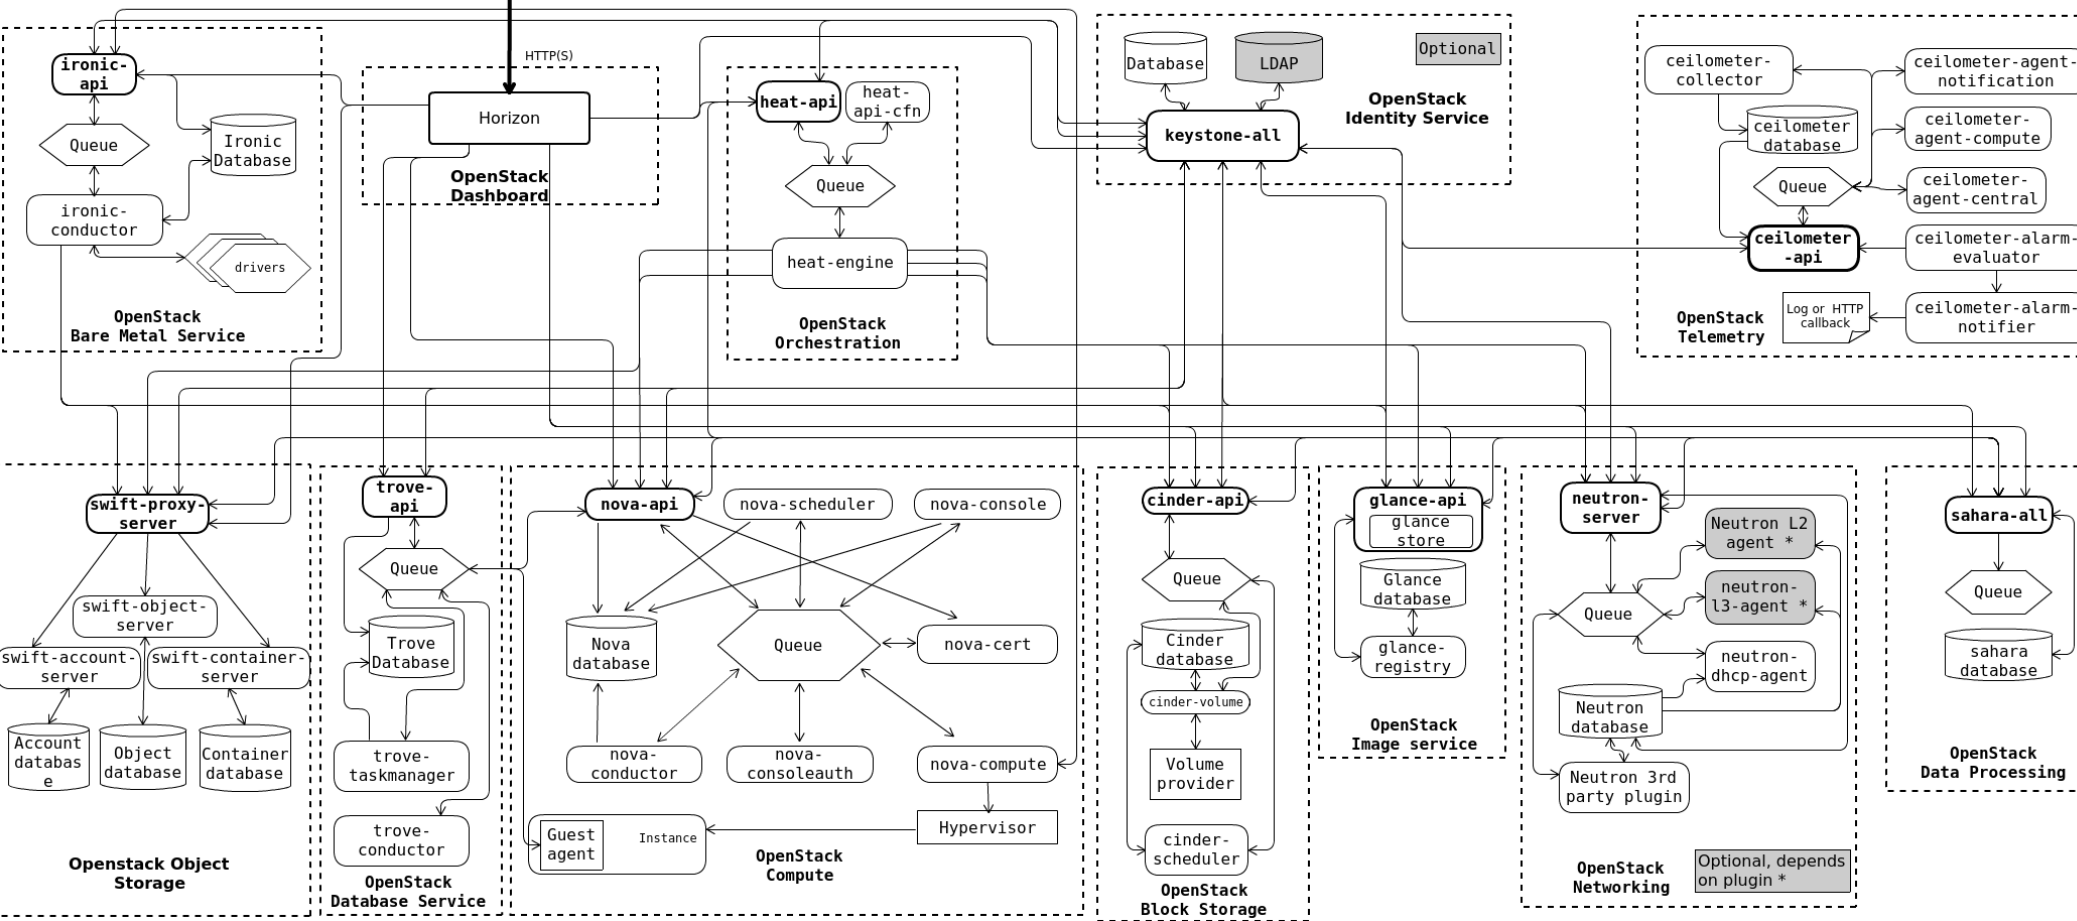 HTTP(S)
ironic-
api
Queue
Ironic
Database
ironic-
conductor
drivers
OpenStack
Bare Metal Service
Horizon
OpenStack
Dashboard
heat-api
heat-
api-cfn
Queue
heat-engine
OpenStack
Orchestration
Database
LDAP
Optional
OpenStack
Identity Service
keystone-all
ceilometer-
collector
ceilometer-agent-
notification
ceilometer
database
ceilometer-
agent-compute
Queue
ceilometer-
agent-central
ceilometer
-api
ceilometer-alarm-
evaluator
Log or HTTP
callback
ceilometer-alarm-
notifier
OpenStack
Telemetry
swift-proxy-
server
swift-object-
server
swift-account-
server
swift-container-
server
Account
databas
e
Object
database
Container
database
Openstack Object
Storage
trove-
api
Queue
Trove
Database
trove-
taskmanager
trove-
conductor
OpenStack
Database Service
nova-api
nova-scheduler
nova-console
Nova
database
Queue
nova-cert
nova-
conductor
nova-
consoleauth
nova-compute
Guest
agent
Instance
Hypervisor
OpenStack
Compute
cinder-api
Queue
Cinder
database
cinder-volume
Volume
provider
cinder-
scheduler
OpenStack
Block Storage
glance-api
glance
store
Glance
database
glance-
registry
OpenStack
Image service
neutron-
server
Neutron L2
agent *
neutron-
l3-agent *
Queue
neutron-
dhcp-agent
Neutron
database
Neutron 3rd
party plugin
OpenStack
Networking
Optional, depends
on plugin *
sahara-all
Queue
sahara
database
OpenStack
Data Processing